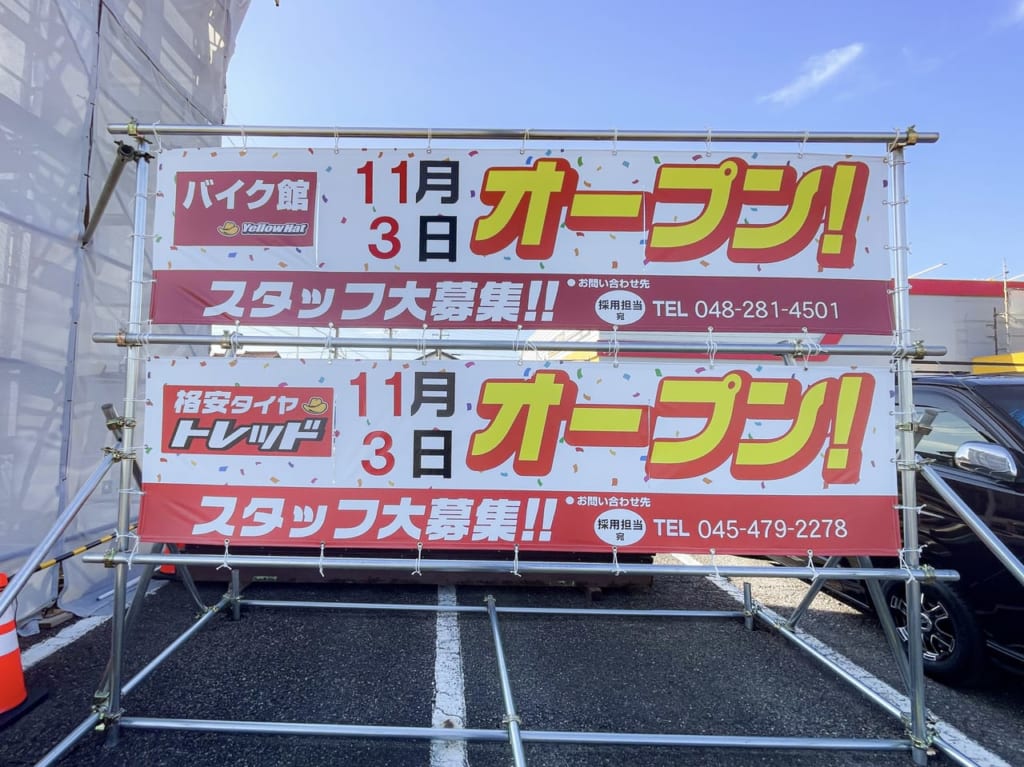 バイク館
YellowHat
11月
3日
オープン!
スタッフ大募集!!
●お問い合わせ先
採用担当
宛
TEL 048-281-4501
格安タイヤ
トレッド
11月
3日
オープン!
スタッフ大募集!!
●お問い合わせ先
採用担当
宛
TEL 045-479-2278